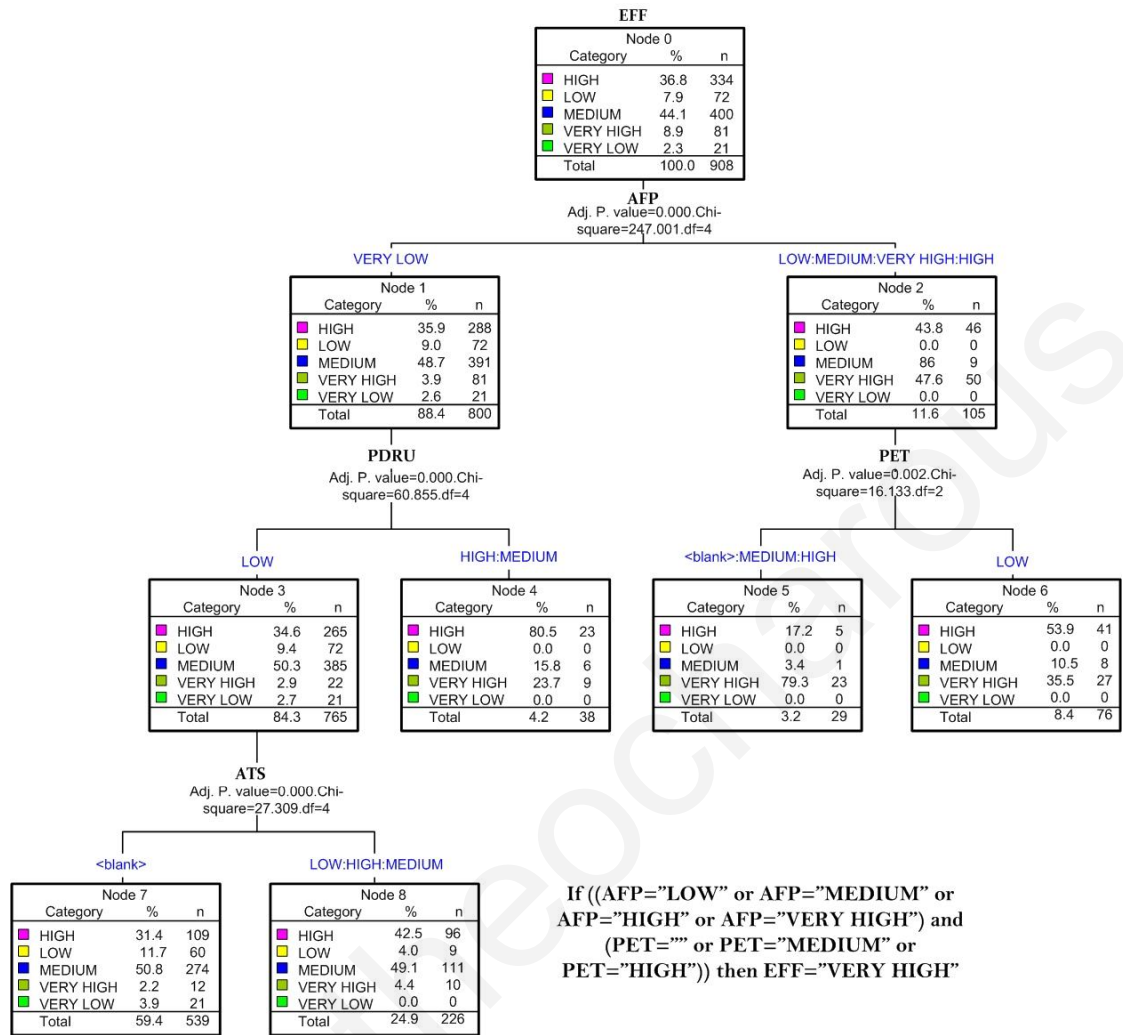 EFF
Node 0
Category % n
HIGH 36.8 334
LOW 7.9 72
MEDIUM 44.1 400
VERY HIGH 8.9 81
VERY LOW 2.3 21
Total 100.0 908
AFP
Adj. P. value=0.000.Chi-
square=247.001.df=4
VERY LOW
LOW:MEDIUM:VERY HIGH:HIGH
Node 1
Category % n
HIGH 35.9 288
LOW 9.0 72
MEDIUM 48.7 391
VERY HIGH 3.9 81
VERY LOW 2.6 21
Total 88.4 800
Node 2
Category % n
HIGH 43.8 46
LOW 0.0 0
MEDIUM 86 9
VERY HIGH 47.6 50
VERY LOW 0.0 0
Total 11.6 105
PDRU
Adj. P. value=0.000.Chi-
square=60.855.df=4
PET
Adj. P. value=0.002.Chi-
square=16.133.df=2
LOW
HIGH:MEDIUM
<blank>:MEDIUM:HIGH
LOW
Node 3
Category % n
HIGH 34.6 265
LOW 9.4 72
MEDIUM 50.3 385
VERY HIGH 2.9 22
VERY LOW 2.7 21
Total 84.3 765
Node 4
Category % n
HIGH 80.5 23
LOW 0.0 0
MEDIUM 15.8 6
VERY HIGH 23.7 9
VERY LOW 0.0 0
Total 4.2 38
Node 5
Category % n
HIGH 17.2 5
LOW 0.0 0
MEDIUM 3.4 1
VERY HIGH 79.3 23
VERY LOW 0.0 0
Total 3.2 29
Node 6
Category % n
HIGH 53.9 41
LOW 0.0 0
MEDIUM 10.5 8
VERY HIGH 35.5 27
VERY LOW 0.0 0
Total 8.4 76
ATS
Adj. P. value=0.000.Chi-
square=27.309.df=4
<blank>
LOW:HIGH:MEDIUM
Node 7
Category % n
HIGH 31.4 109
LOW 11.7 60
MEDIUM 50.8 274
VERY HIGH 2.2 12
VERY LOW 3.9 21
Total 59.4 539
Node 8
Category % n
HIGH 42.5 96
LOW 4.0 9
MEDIUM 49.1 111
VERY HIGH 4.4 10
VERY LOW 0.0 0
Total 24.9 226
If ((AFP=”LOW” or AFP=”MEDIUM” or
AFP=”HIGH” or AFP=”VERY HIGH”) and
(PET=”” or PET=”MEDIUM” or
PET=”HIGH”)) then EFF=”VERY HIGH”